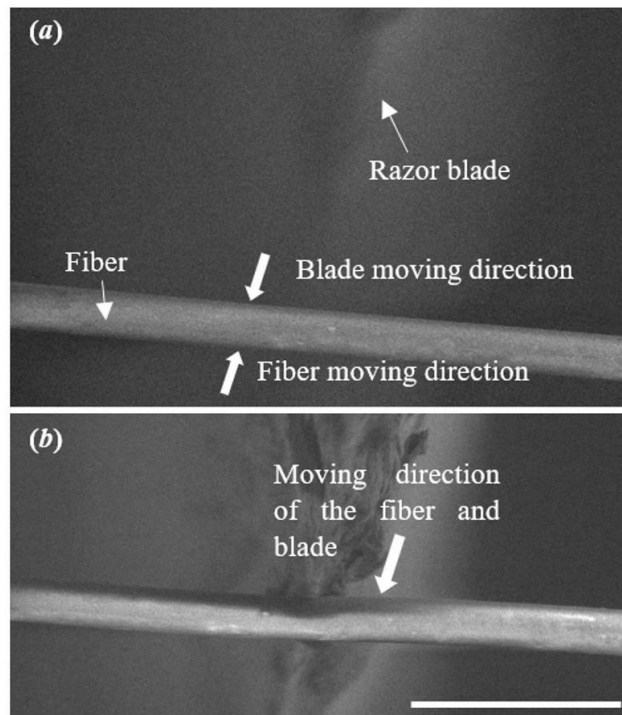 (a)
Razor blade
Fiber
Blade moving direction
Fiber moving direction
(b)
Moving direction
of the fiber and
blade